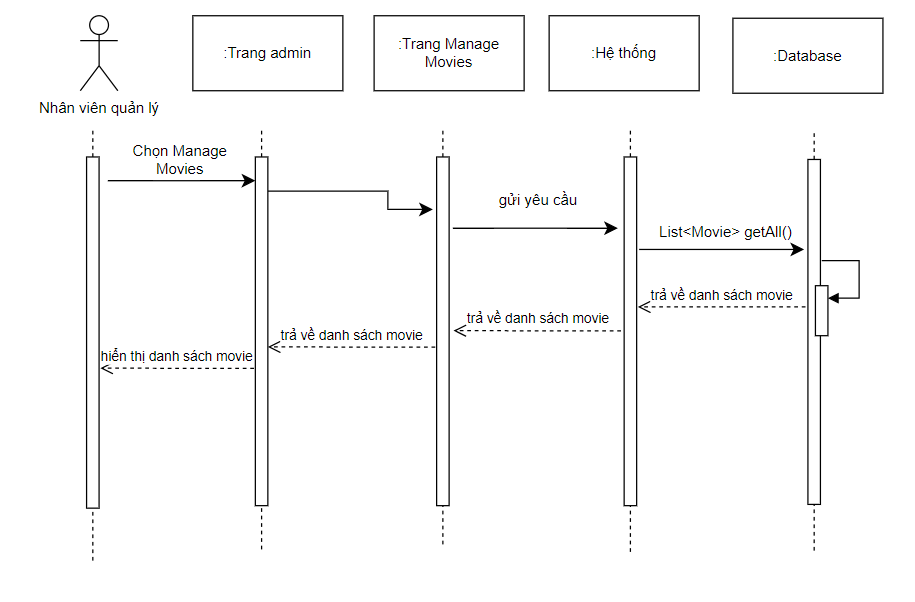 :Trang admin
:Trang Manage
Movies
:Hệ thống
:Database
Nhân viên quản lý
Chọn Manage
Movies
gửi yêu cầu
List<Movie> getAll()
trả về danh sách movie
trả về danh sách movie
trả về danh sách movie
hiển thị danh sách movie